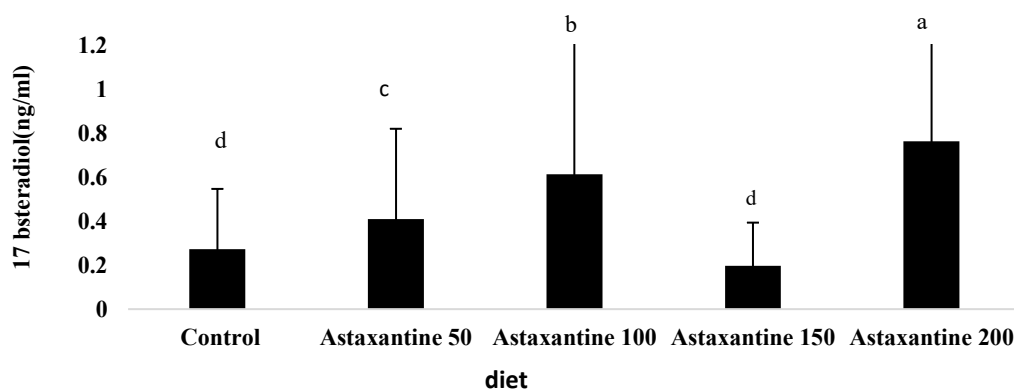 a
b
1.2
c
1
d
0.8
d
0.6
0.4
0.2
0
17 bsteradiol(ng/ml)
Control Astaxantine 50 Astaxantine 100 Astaxantine 150 Astaxantine 200
diet